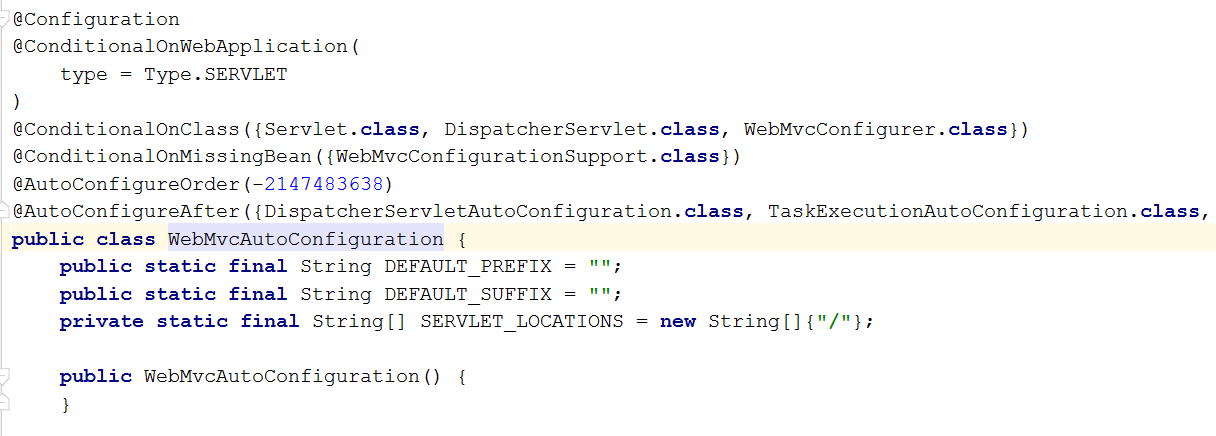 @Configuration
@ConditionalOnWebApplication(
    type = Type.SERVLET
)
@ConditionalOnClass({Servlet.class, DispatcherServlet.class, WebMvcConfigurer.class})
@ConditionalOnMissingBean({WebMvcConfigurationSupport.class})
@AutoConfigureOrder(-2147483638)
@AutoConfigureAfter({DispatcherServletAutoConfiguration.class, TaskExecutionAutoConfiguration.class,
public class WebMvcAutoConfiguration {
    public static final String DEFAULT_PREFIX = "";
    public static final String DEFAULT_SUFFIX = "";
    private static final String[] SERVLET_LOCATIONS = new String[]{"/"};

    public WebMvcAutoConfiguration() {
    }